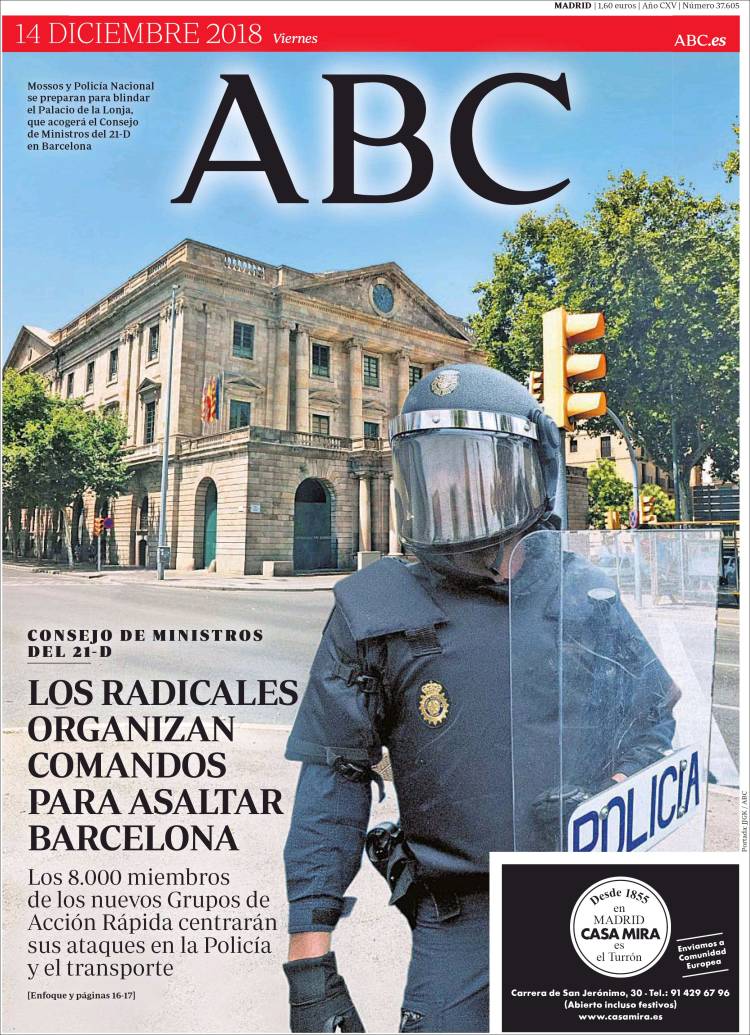 MADRID | 1,60 euros | Año CXV | Número 37.605
14 DICIEMBRE 2018 Viernes
ABC.es
Mossos y Policía Nacional
se preparan para blindar
el Palacio de la Lonja,
que acogerá el Consejo
de Ministros del 21-D
en Barcelona
ABC
CONSEJO DE MINISTROS
DEL 21-D
LOS RADICALES
ORGANIZAN
COMANDOS
PARA ASALTAR
BARCELONA
Los 8.000 miembros
de los nuevos Grupos de
Acción Rápida centrarán
sus ataques en la Policía
y el transporte
[Enfoque y páginas 16-17]
POLICIA
Portada: JJGK / ABC
Desde 1855
en
MADRID
CASA MIRA
es
el Turrón
Enviamos a
Comunidad
Europea
Carrera de San Jerónimo, 30 - Tel.: 91 429 67 96
(Abierto incluso festivos)
www.casamira.es